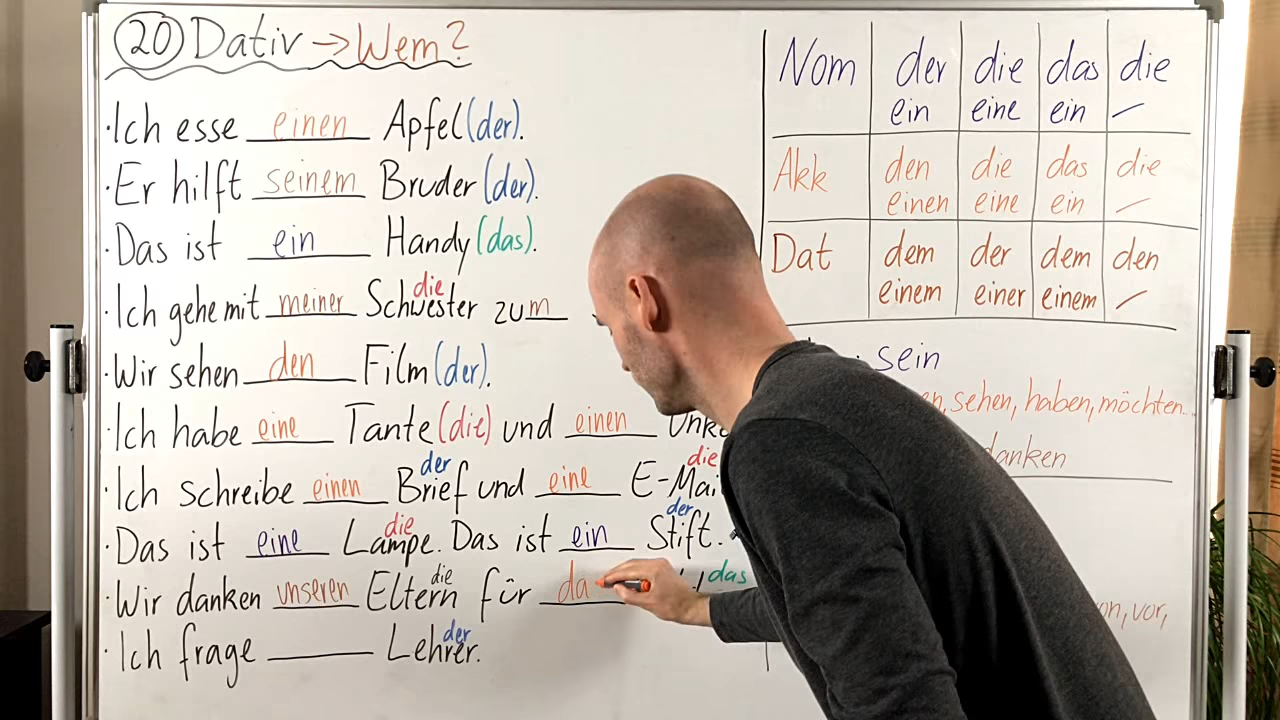 20 Dativ → Wem?
· Ich esse einen Apfel (der).
· Er hilft seinem Bruder (der).
· Das ist ein Handy (das).
die
· Ich gehe mit meiner Schwester zum
· Wir sehen den Film (der).
· Ich habe eine Tante (die) und einen
der die
· Ich schreibe einen Brief und eine
die der
· Das ist eine Lampe. Das ist ein Stift.
die das
· Wir danken unseren Eltern für da
der
· Ich frage ______ Lehrer.
Nom der die das die
ein eine ein –
Akk den die das die
einen eine ein –
Dat dem der dem den
einem einer einem –
sein
sehen, haben, möchten...
danken
vor,